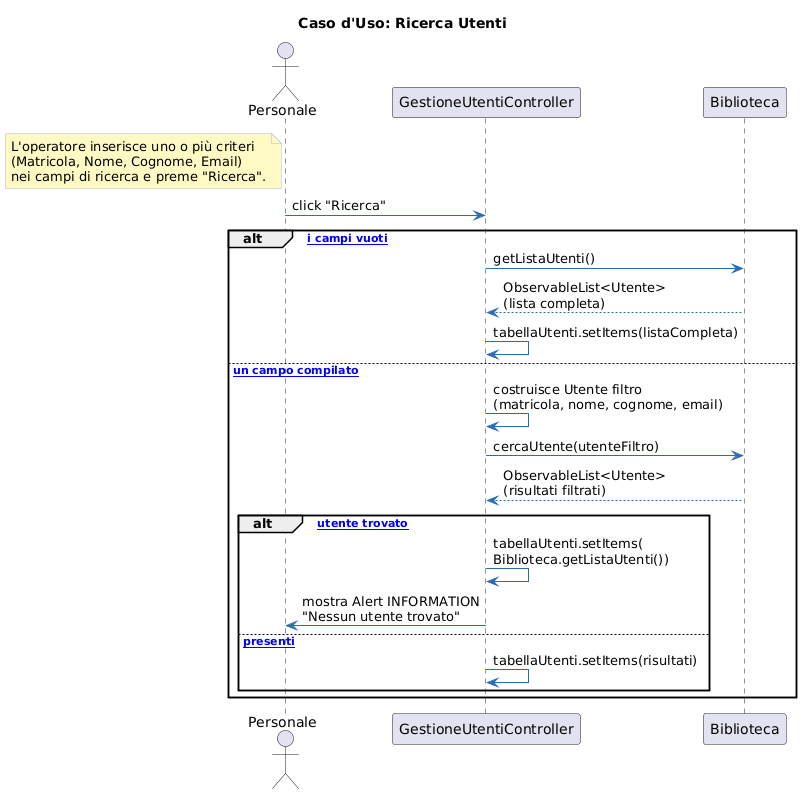 Caso d'Uso: Ricerca Utenti
Personale
GestioneUtentiController
Biblioteca
L'operatore inserisce uno o più criteri
(Matricola, Nome, Cognome, Email)
nei campi di ricerca e preme "Ricerca".
click "Ricerca"
alt
i campi vuoti
getListaUtenti()
ObservableList<Utente>
(lista completa)
tabellaUtenti.setItems(listaCompleta)
un campo compilato
costruisce Utente filtro
(matricola, nome, cognome, email)
cercaUtente(utenteFiltro)
ObservableList<Utente>
(risultati filtrati)
alt
utente trovato
tabellaUtenti.setItems(
Biblioteca.getListaUtenti())
mostra Alert INFORMATION
"Nessun utente trovato"
presenti
tabellaUtenti.setItems(risultati)
Personale
GestioneUtentiController
Biblioteca